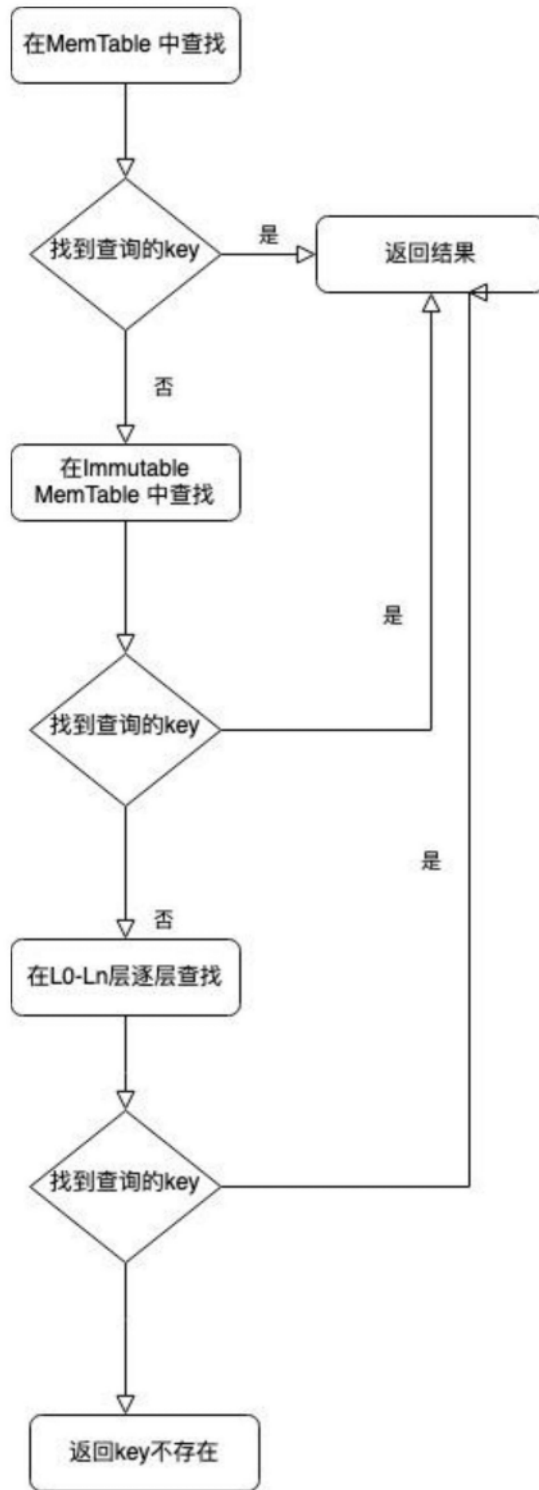 在MemTable 中查找
找到查询的key
是
返回结果
否
在Immutable
MemTable 中查找
是
找到查询的key
是
否
在L0-Ln层逐层查找
找到查询的key
返回key不存在